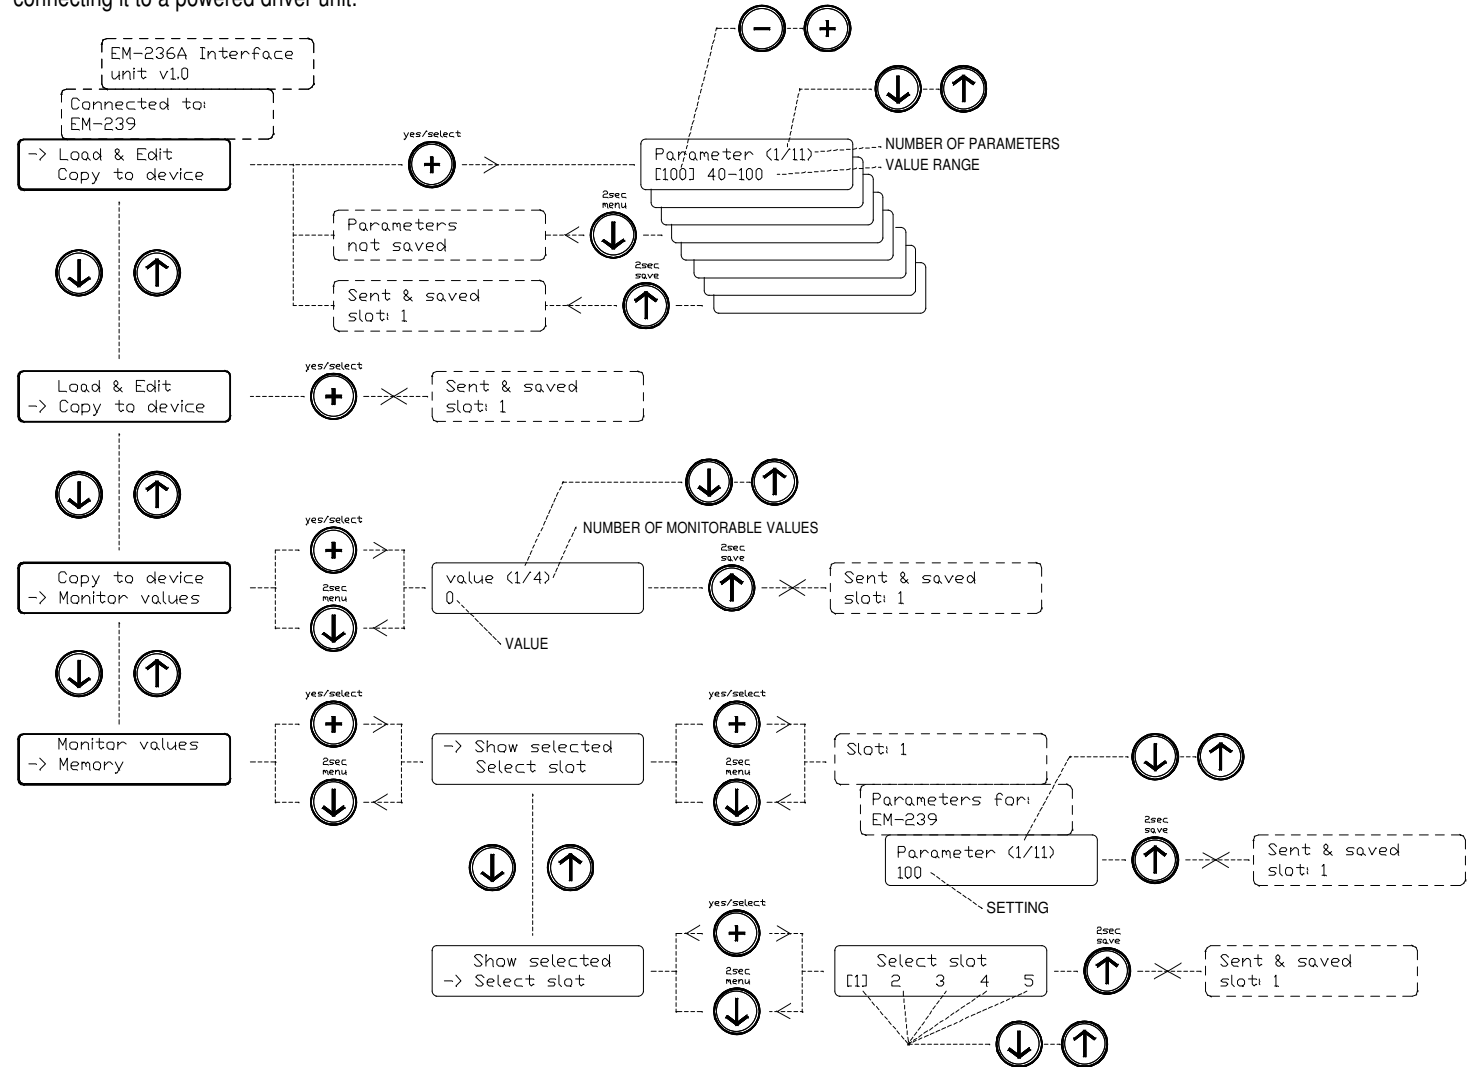 connecting it to a powered driver unit.
EM-236A Interface
unit v1.0
Connected to:
EM-239
-> Load & Edit
Copy to device
yes/select
Parameter (1/11)
[100] 40-100
NUMBER OF PARAMETERS
VALUE RANGE
2sec
menu
Parameters
not saved
2sec
save
Sent & saved
slot: 1
Load & Edit
-> Copy to device
yes/select
Sent & saved
slot: 1
NUMBER OF MONITORABLE VALUES
Copy to device
-> Monitor values
yes/select
2sec
menu
value (1/4)
0
VALUE
2sec
save
Sent & saved
slot: 1
Monitor values
-> Memory
yes/select
2sec
menu
-> Show selected
Select slot
yes/select
2sec
menu
Slot: 1
Parameters for:
EM-239
Parameter (1/11)
100
SETTING
2sec
save
Sent & saved
slot: 1
Show selected
-> Select slot
yes/select
2sec
menu
Select slot
[1] 2 3 4 5
2sec
save
Sent & saved
slot: 1